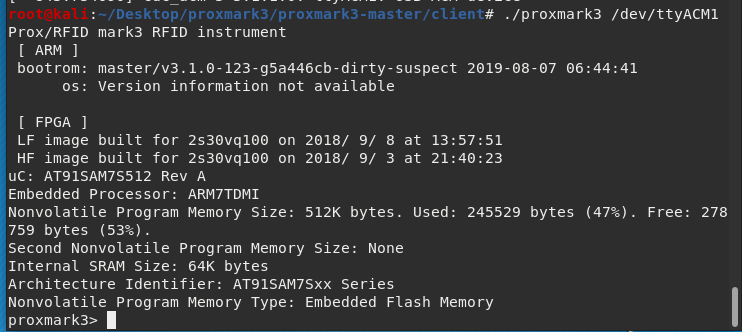 root@kali:~/Desktop/proxmark3/proxmark3-master/client# ./proxmark3 /dev/ttyACM1
Prox/RFID mark3 RFID instrument
 [ ARM ]
 bootrom: master/v3.1.0-123-g5a446cb-dirty-suspect 2019-08-07 06:44:41
      os: Version information not available

 [ FPGA ]
 LF image built for 2s30vq100 on 2018/ 9/ 8 at 13:57:51
 HF image built for 2s30vq100 on 2018/ 9/ 3 at 21:40:23
uC: AT91SAM7S512 Rev A
Embedded Processor: ARM7TDMI
Nonvolatile Program Memory Size: 512K bytes. Used: 245529 bytes (47%). Free: 278
759 bytes (53%).
Second Nonvolatile Program Memory Size: None
Internal SRAM Size: 64K bytes
Architecture Identifier: AT91SAM7Sxx Series
Nonvolatile Program Memory Type: Embedded Flash Memory
proxmark3>